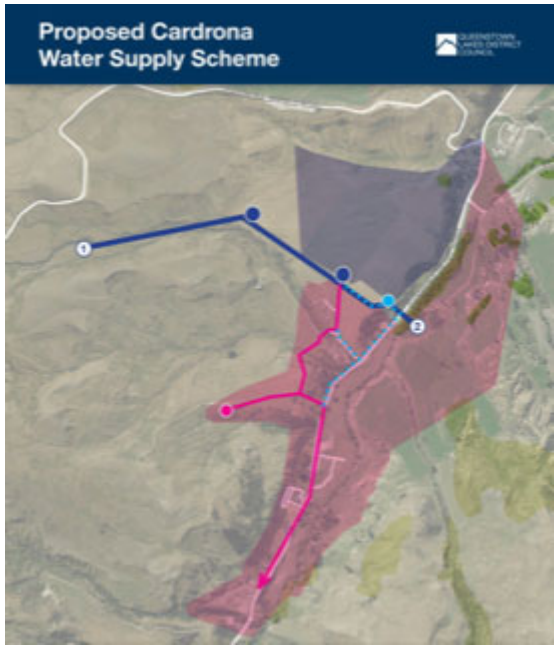 Proposed Cardrona
Water Supply Scheme
QUEENSTOWN
LAKES DISTRICT
COUNCIL
1
2